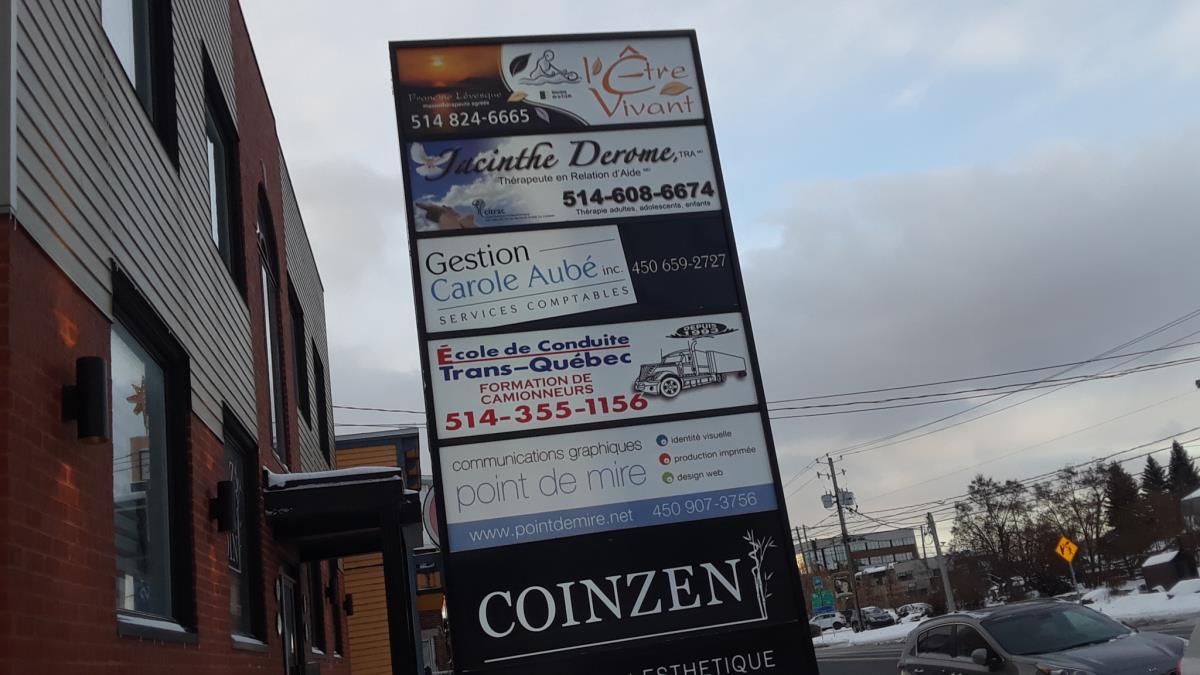 l'Être
Vivant
Francine Lévesque
massothérapeute agréée
514 824-6665
Jacinthe Derome, TRA MD
Thérapeute en Relation d'Aide MD
514-608-6674
Thérapie adultes, adolescents, enfants
Gestion
Carole Aubé inc.
SERVICES COMPTABLES
450 659-2727
DEPUIS
1993
École de Conduite
Trans-Québec
FORMATION DE
CAMIONNEURS
514-355-1156
communications graphiques
point de mire
identité visuelle
production imprimée
design web
www.pointdemire.net 450 907-3756
COINZEN
ESTHETIQUE